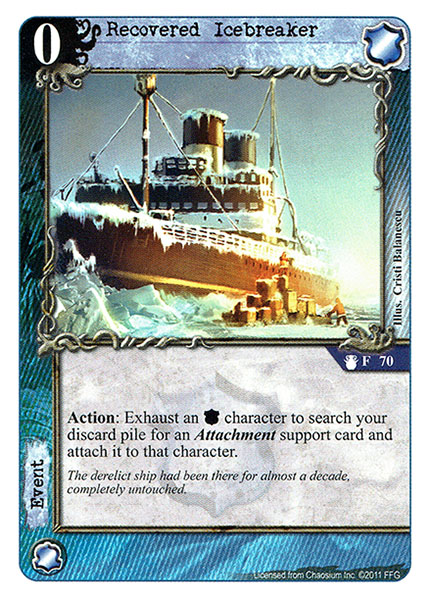 0
Recovered Icebreaker
Illus. Cristi Balanescu
F 70
Action: Exhaust an character to search your
discard pile for an Attachment support card and
attach it to that character.
The derelict ship had been there for almost a decade,
completely untouched.
Event
Licensed from Chaosium Inc. ©2011 FFG